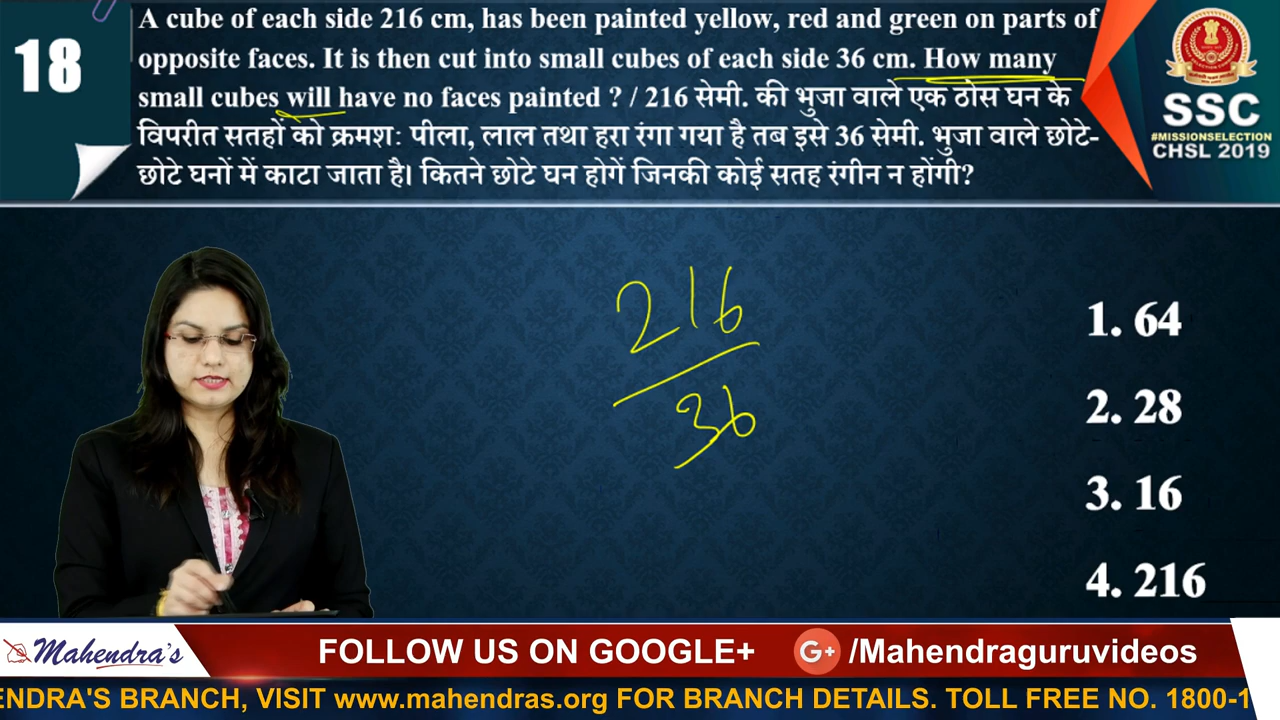 18
A cube of each side 216 cm, has been painted yellow, red and green on parts of
opposite faces. It is then cut into small cubes of each side 36 cm. How many
small cubes will have no faces painted ? / 216 सेमी. की भुजा वाले एक ठोस घन के
विपरीत सतहों को क्रमशः पीला, लाल तथा हरा रंगा गया है तब इसे 36 सेमी. भुजा वाले छोटे-
छोटे घनों में काटा जाता है। कितने छोटे घन होगें जिनकी कोई सतह रंगीन न होंगी?
SSC
#MISSIONSELECTION
CHSL 2019
216
36
1. 64
2. 28
3. 16
4. 216
Mahendra's
FOLLOW US ON GOOGLE+
G+ /Mahendraguruvideos
ENDRA'S BRANCH, VISIT www.mahendras.org FOR BRANCH DETAILS. TOLL FREE NO. 1800-1